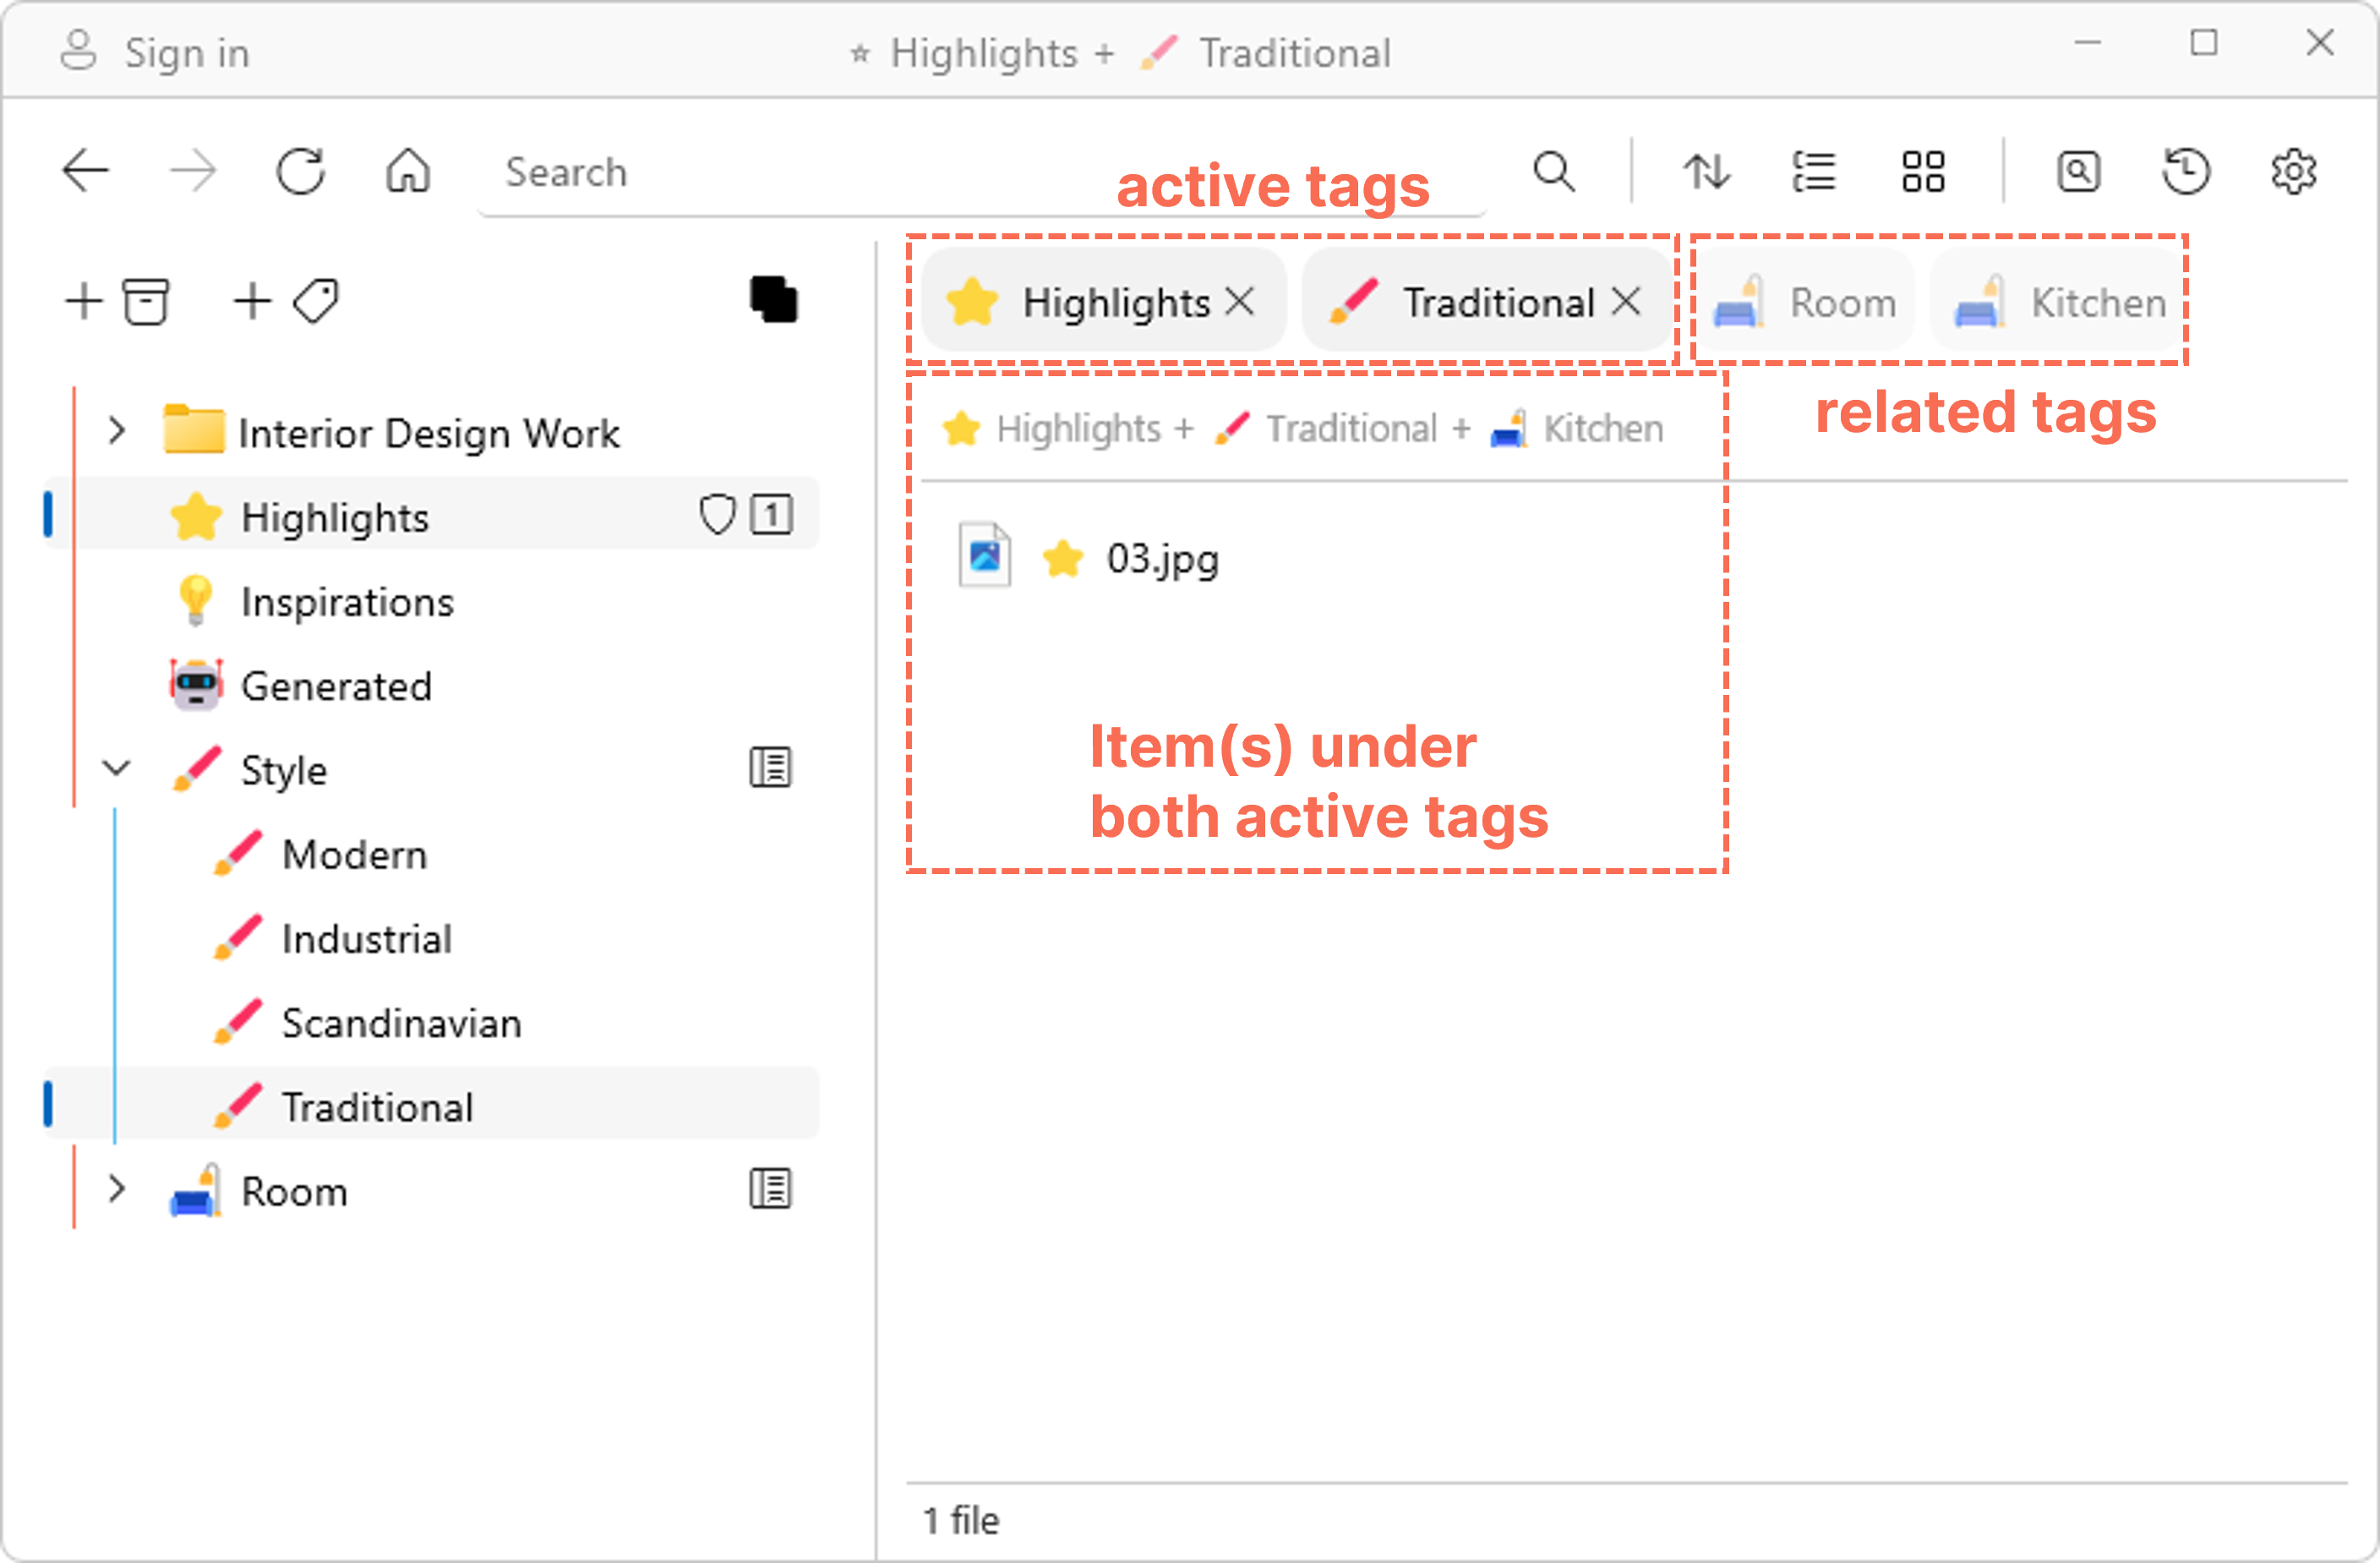 Sign in
Highlights + Traditional
Search
active tags
Highlights
Traditional
Room
Kitchen
related tags
Highlights + Traditional + Kitchen
03.jpg
Item(s) under
both active tags
Interior Design Work
Highlights
1
Inspirations
Generated
Style
Modern
Industrial
Scandinavian
Traditional
Room
1 file